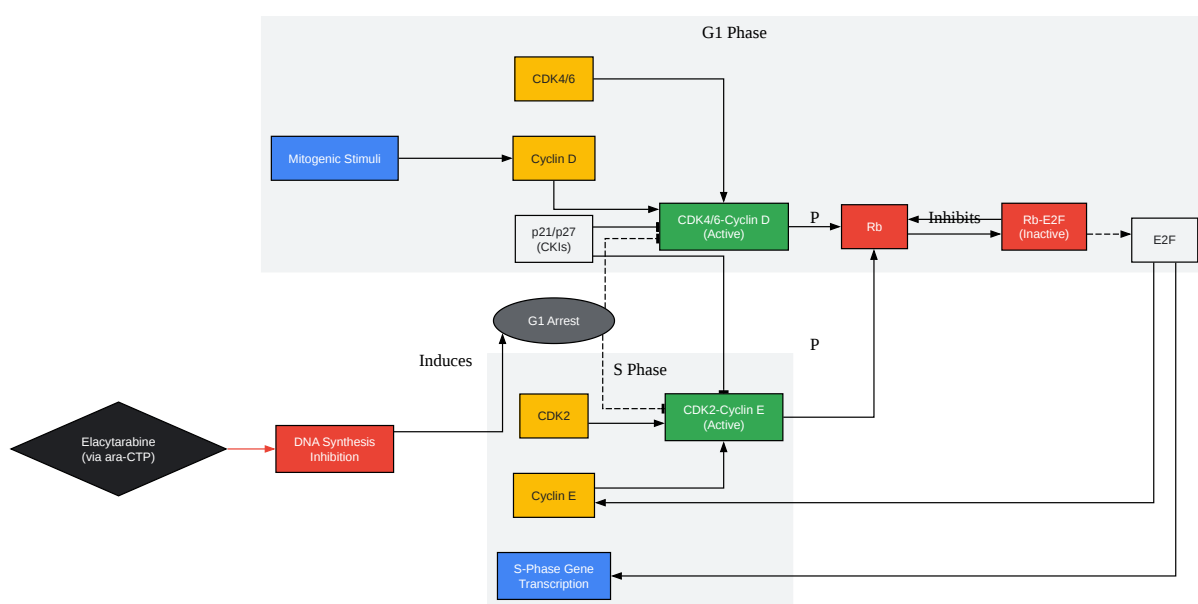 G1 Phase
CDK4/6
Mitogenic Stimuli
Cyclin D
CDK4/6-Cyclin D
(Active)
p21/p27
(CKIs)
P
Rb
Inhibits
Rb-E2F
(Inactive)
E2F
G1 Arrest
Induces
P
S Phase
CDK2
CDK2-Cyclin E
(Active)
Elacytarabine
(via ara-CTP)
DNA Synthesis
Inhibition
Cyclin E
S-Phase Gene
Transcription